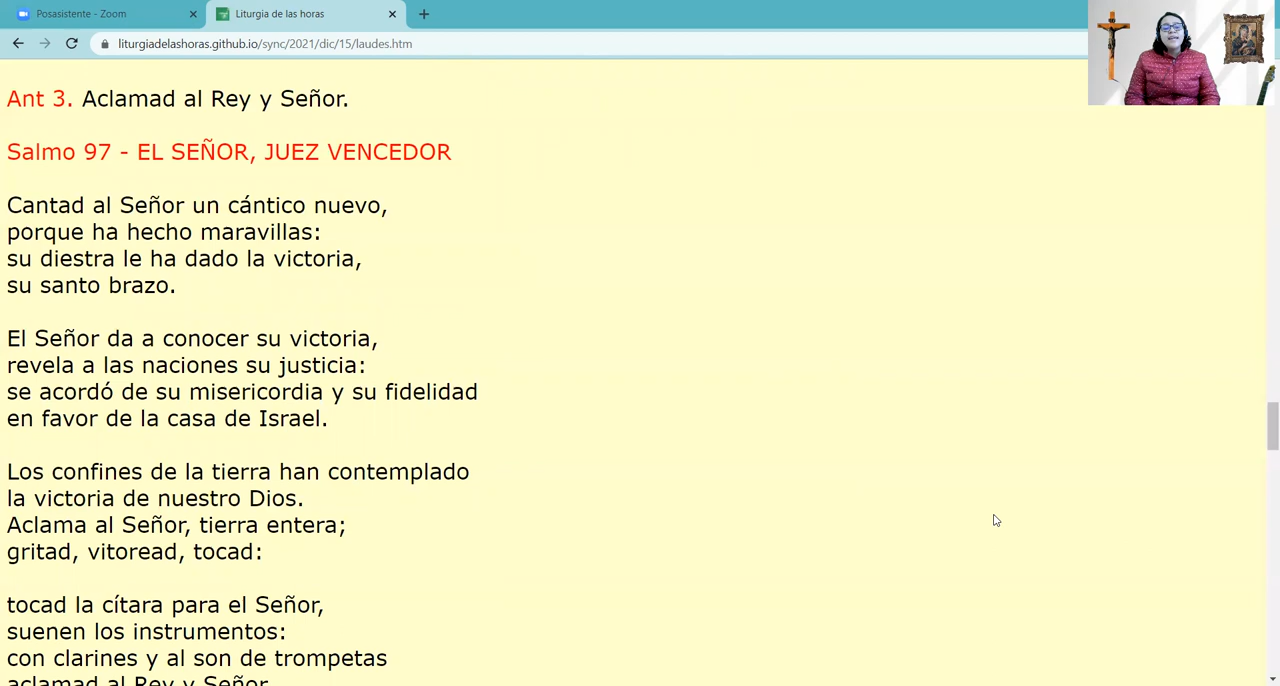 Posasistente - Zoom
Liturgia de las horas
liturgiadelashoras.github.io/sync/2021/dic/15/laudes.htm
Ant 3. Aclamad al Rey y Señor.
Salmo 97 - EL SEÑOR, JUEZ VENCEDOR
Cantad al Señor un cántico nuevo,
porque ha hecho maravillas:
su diestra le ha dado la victoria,
su santo brazo.
El Señor da a conocer su victoria,
revela a las naciones su justicia:
se acordó de su misericordia y su fidelidad
en favor de la casa de Israel.
Los confines de la tierra han contemplado
la victoria de nuestro Dios.
Aclama al Señor, tierra entera;
gritad, vitoread, tocad:
tocad la cítara para el Señor,
suenen los instrumentos:
con clarines y al son de trompetas
aclamad al Rey y Señor.